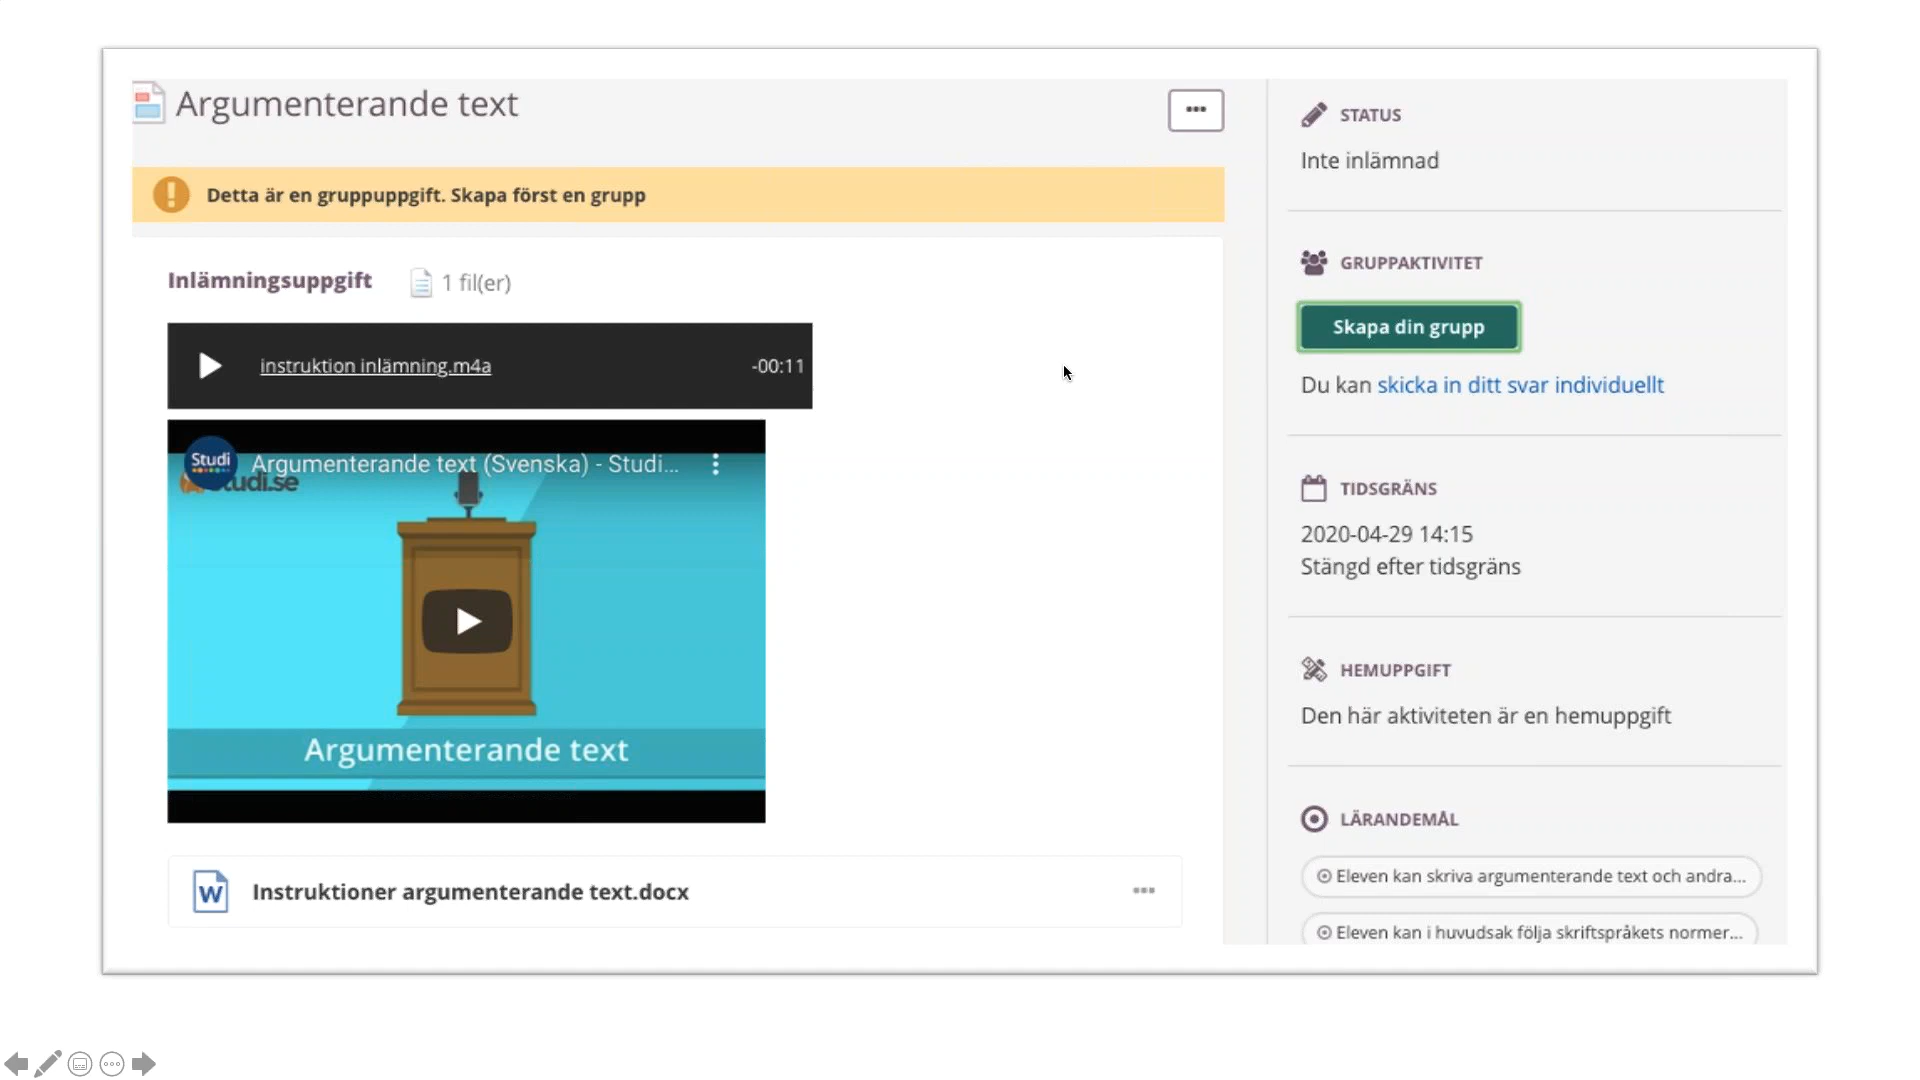 Argumenterande text
Detta är en gruppuppgift. Skapa först en grupp
Inlämningsuppgift
1 fil(er)
instruktion inlämning.m4a
-00:11
Studi
Argumenterande text (Svenska) - Studi...
Argumenterande text
W
Instruktioner argumenterande text.docx
STATUS
Inte inlämnad
GRUPPAKTIVITET
Skapa din grupp
Du kan skicka in ditt svar individuellt
TIDSGRÄNS
2020-04-29 14:15
Stängd efter tidsgräns
HEMUPPGIFT
Den här aktiviteten är en hemuppgift
LÄRANDEMÅL
Eleven kan skriva argumenterande text och andra...
Eleven kan i huvudsak följa skriftspråkets normer...